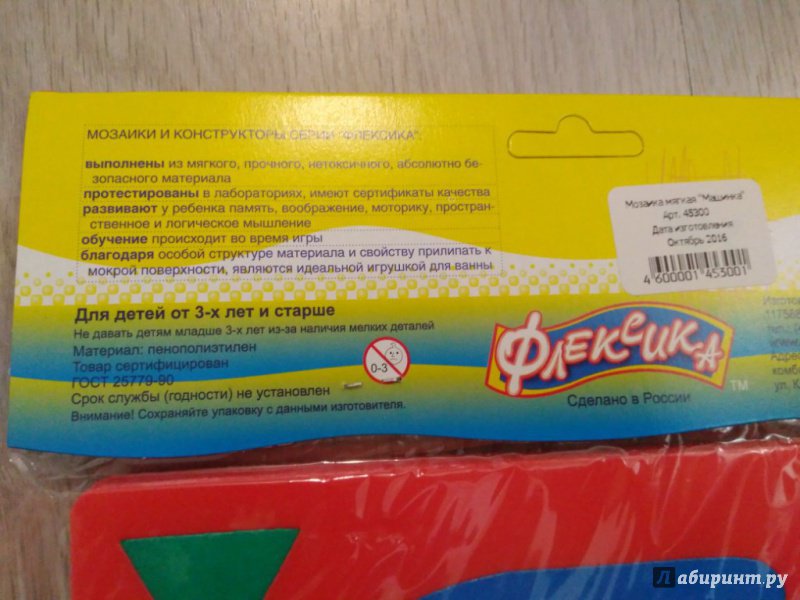 МОЗАИКИ И КОНСТРУКТОРЫ СЕРИИ "ФЛЕКСИКА":
выполнены из мягкого, прочного, нетоксичного, абсолютно бе-
зопасного материала
протестированы в лабораториях, имеют сертификаты качества
развивают у ребенка память, воображение, моторику, простран-
ственное и логическое мышление
обучение происходит во время игры
благодаря особой структуре материала и свойству прилипать к
мокрой поверхности, являются идеальной игрушкой для ванны
Мозаика мягкая "Машинка"
Арт. 45300
Дата изготовления
Октябрь 2016
4 600001 453001
Для детей от 3-х лет и старше
Не давать детям младше 3-х лет из-за наличия мелких деталей
Материал: пенополиэтилен
Товар сертифицирован
ГОСТ 25779-90
Срок службы (годности) не установлен
Внимание! Сохраняйте упаковку с данными изготовителя.
0-3
ФЛЕКСИКА
TM
Сделано в России
Лабиринт.ру